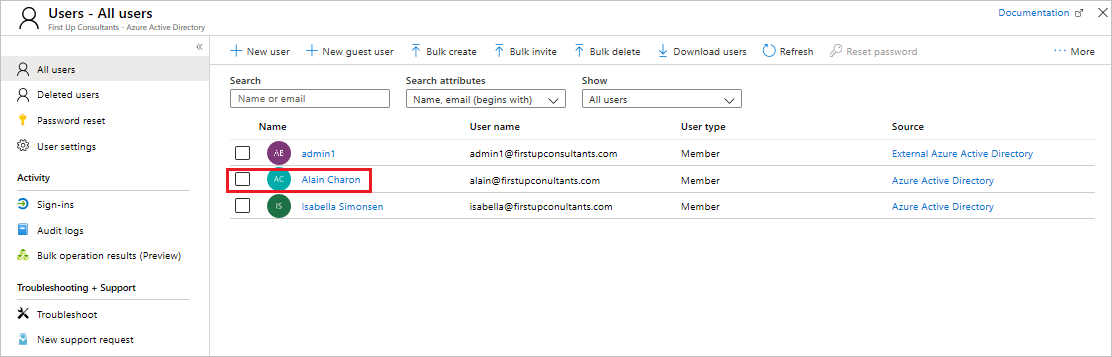 Users - All users
Documentation
First Up Consultants - Azure Active Directory
«
All users
Deleted users
Password reset
User settings
Activity
Sign-ins
Audit logs
Bulk operation results (Preview)
Troubleshooting + Support
Troubleshoot
New support request
New user New guest user Bulk create Bulk invite Bulk delete Download users Refresh Reset password ··· More
Search Search attributes Show
Name or email Name, email (begins with) All users
Name User name User type Source
AB admin1 admin1@firstupconsultants.com Member External Azure Active Directory
AC Alain Charon alain@firstupconultants.com Member Azure Active Directory
IS Isabella Simonsen isabella@firstupconultants.com Member Azure Active Directory